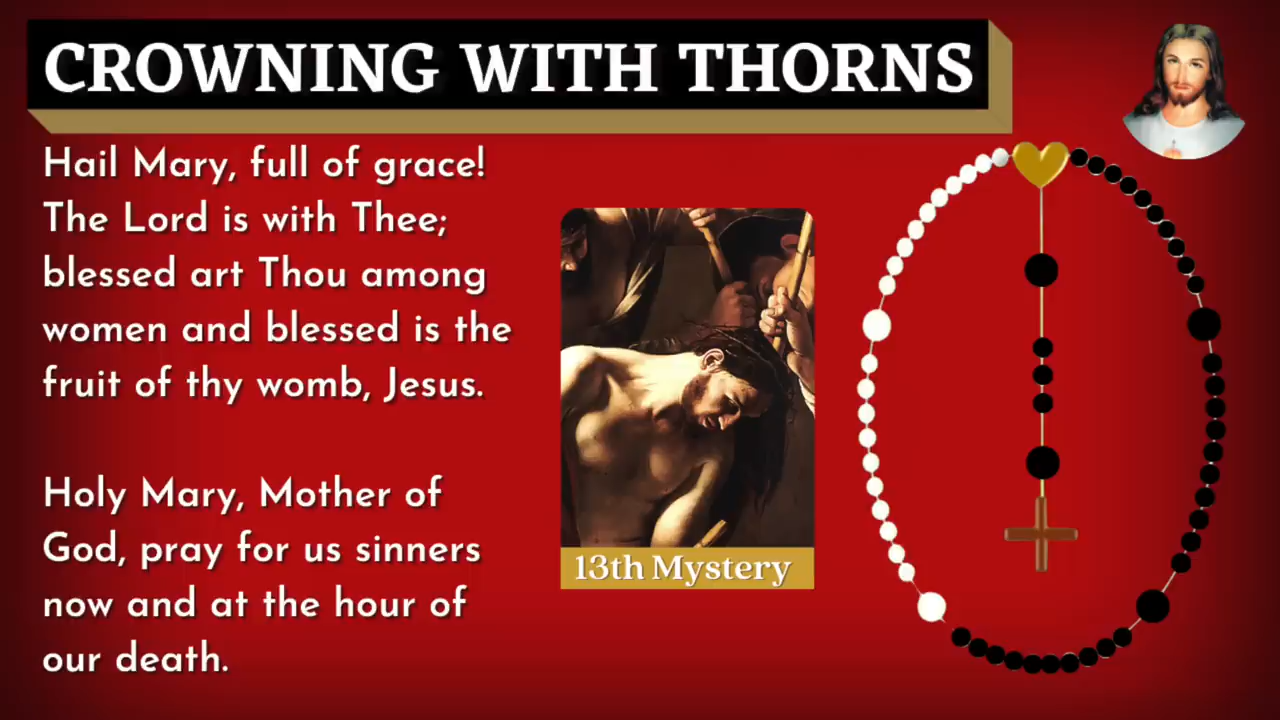 CROWNING WITH THORNS
Hail Mary, full of grace!
The Lord is with Thee;
blessed art Thou among
women and blessed is the
fruit of thy womb, Jesus.
Holy Mary, Mother of
God, pray for us sinners
now and at the hour of
our death.
13th Mystery